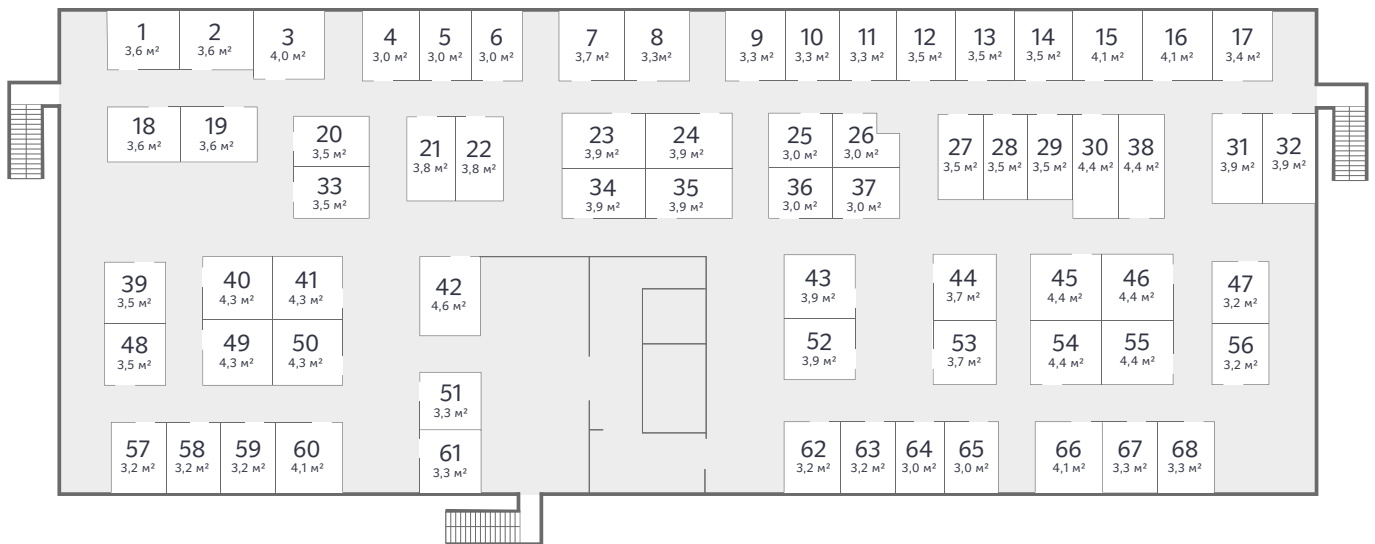 1
3,6 м²
2
3,6 м²
3
4,0 м²
4
3,0 м²
5
3,0 м²
6
3,0 м²
7
3,7 м²
8
3,3м²
9
3,3 м²
10
3,3 м²
11
3,3 м²
12
3,5 м²
13
3,5 м²
14
3,5 м²
15
4,1 м²
16
4,1 м²
17
3,4 м²
18
3,6 м²
19
3,6 м²
20
3,5 м²
21
3,8 м²
22
3,8 м²
23
3,9 м²
24
3,9 м²
25
3,0 м²
26
3,0 м²
27
3,5 м²
28
3,5 м²
29
3,5 м²
30
4,4 м²
38
4,4 м²
31
3,9 м²
32
3,9 м²
33
3,5 м²
34
3,9 м²
35
3,9 м²
36
3,0 м²
37
3,0 м²
39
3,5 м²
40
4,3 м²
41
4,3 м²
42
4,6 м²
43
3,9 м²
44
3,7 м²
45
4,4 м²
46
4,4 м²
47
3,2 м²
48
3,5 м²
49
4,3 м²
50
4,3 м²
51
3,3 м²
52
3,9 м²
53
3,7 м²
54
4,4 м²
55
4,4 м²
56
3,2 м²
57
3,2 м²
58
3,2 м²
59
3,2 м²
60
4,1 м²
61
3,3 м²
62
3,2 м²
63
3,2 м²
64
3,0 м²
65
3,0 м²
66
4,1 м²
67
3,3 м²
68
3,3 м²